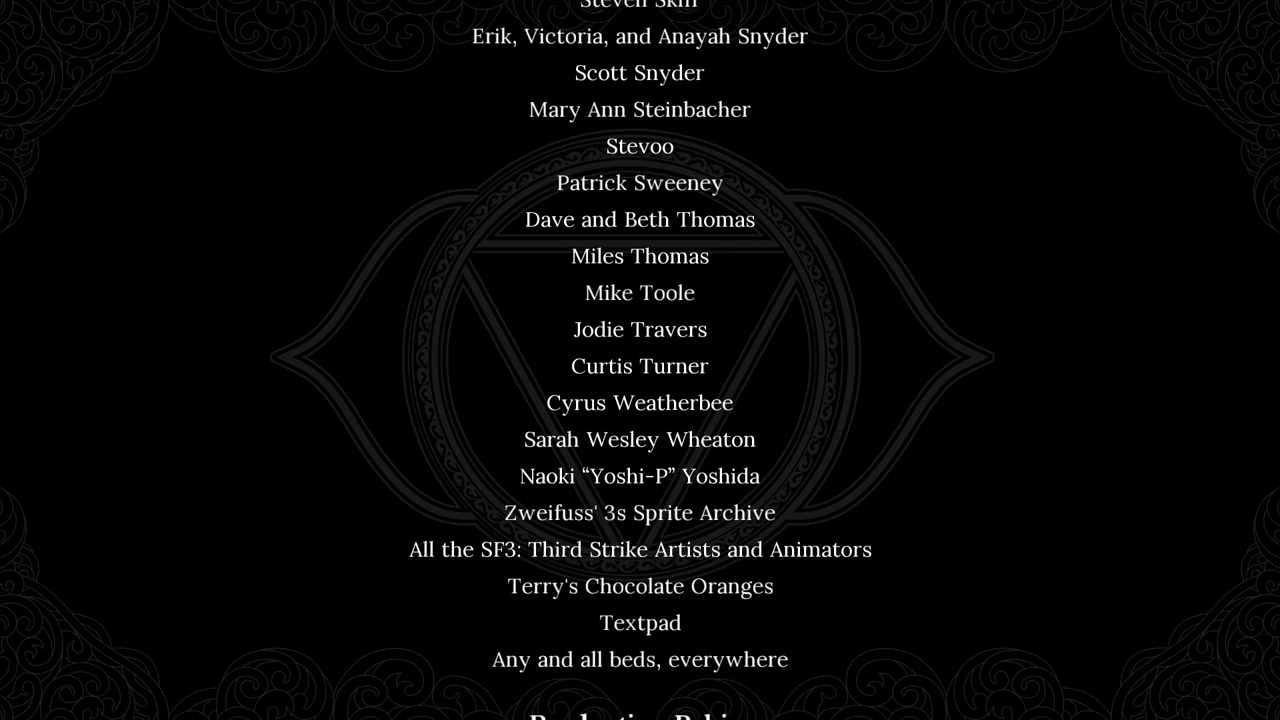 Erik, Victoria, and Anayah Snyder
Scott Snyder
Mary Ann Steinbacher
Stevoo
Patrick Sweeney
Dave and Beth Thomas
Miles Thomas
Mike Toole
Jodie Travers
Curtis Turner
Cyrus Weatherbee
Sarah Wesley Wheaton
Naoki “Yoshi-P” Yoshida
Zweifuss' 3s Sprite Archive
All the SF3: Third Strike Artists and Animators
Terry's Chocolate Oranges
Textpad
Any and all beds, everywhere